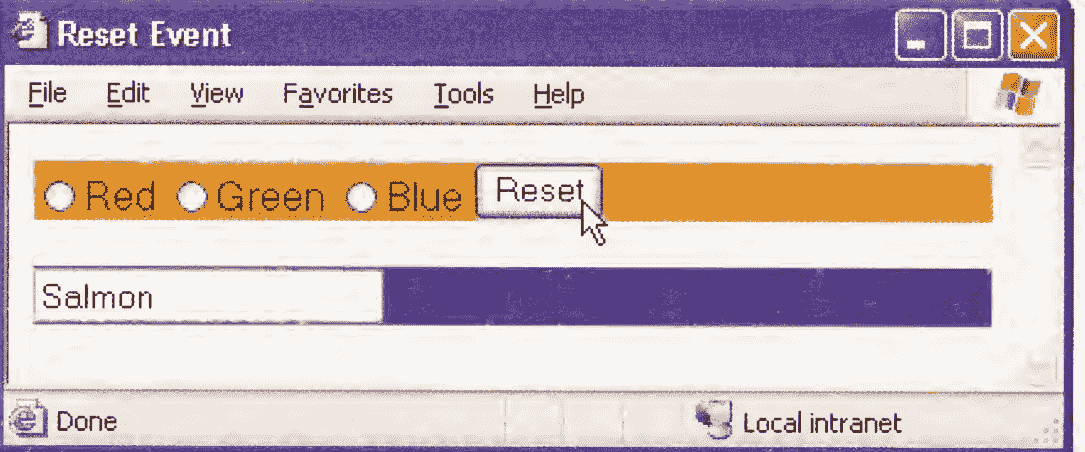 Reset Event
File Edit View Favorites Tools Help
Red Green Blue Reset
Salmon
Done Local intranet